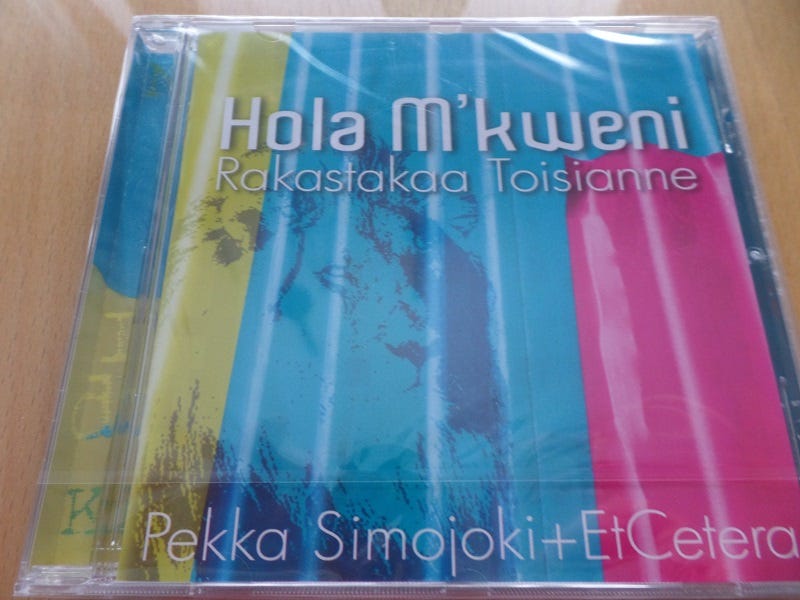 Hola M'kweni
Rakastakaa Toisianne
Pekka Simojoki+EtCetera